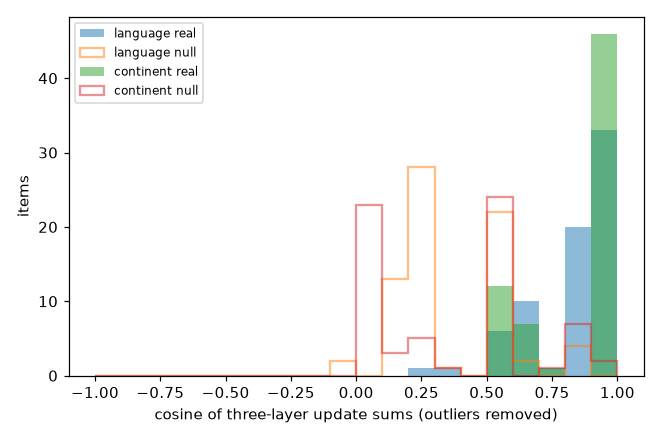 language real
language null
continent real
continent null
40
30
20
10
0
items
−1.00 −0.75 −0.50 −0.25 0.00 0.25 0.50 0.75 1.00
cosine of three-layer update sums (outliers removed)